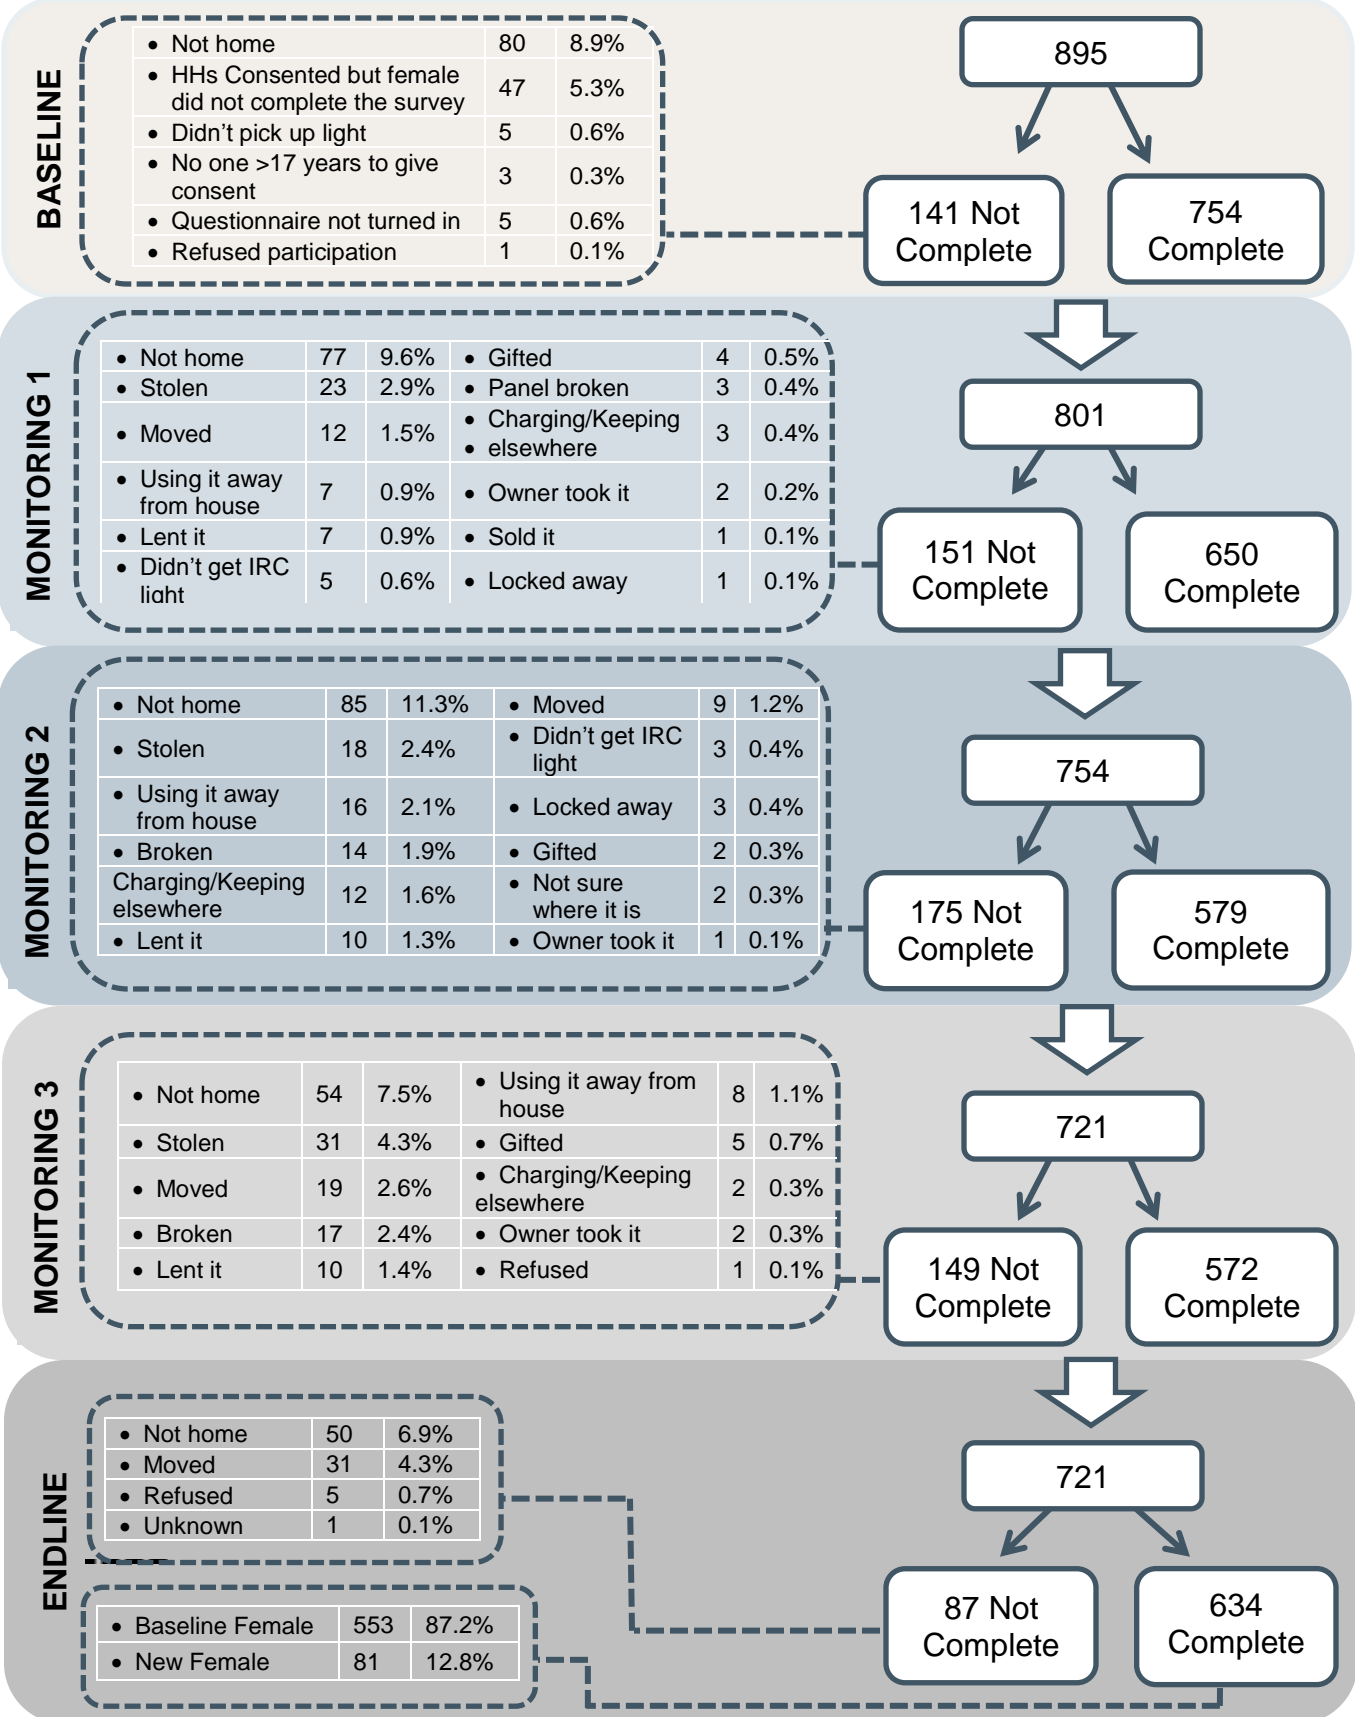 BASELINE
• Not home 80 8.9%
• HHs Consented but female
did not complete the survey 47 5.3%
• Didn't pick up light 5 0.6%
• No one >17 years to give
consent 3 0.3%
• Questionnaire not turned in 5 0.6%
• Refused participation 1 0.1%
895
141 Not
Complete
754
Complete
MONITORING 1
• Not home 77 9.6% • Gifted 4 0.5%
• Stolen 23 2.9% • Panel broken 3 0.4%
• Moved 12 1.5% • Charging/Keeping
• elsewhere 3 0.4%
• Using it away
from house 7 0.9% • Owner took it 2 0.2%
• Lent it 7 0.9% • Sold it 1 0.1%
• Didn't get IRC
light 5 0.6% • Locked away 1 0.1%
801
151 Not
Complete
650
Complete
MONITORING 2
• Not home 85 11.3% • Moved 9 1.2%
• Stolen 18 2.4% • Didn't get IRC
light 3 0.4%
• Using it away
from house 16 2.1% • Locked away 3 0.4%
• Broken 14 1.9% • Gifted 2 0.3%
Charging/Keeping
elsewhere 12 1.6% • Not sure
where it is 2 0.3%
• Lent it 10 1.3% • Owner took it 1 0.1%
754
175 Not
Complete
579
Complete
MONITORING 3
• Not home 54 7.5% • Using it away from
house 8 1.1%
• Stolen 31 4.3% • Gifted 5 0.7%
• Moved 19 2.6% • Charging/Keeping
elsewhere 2 0.3%
• Broken 17 2.4% • Owner took it 2 0.3%
• Lent it 10 1.4% • Refused 1 0.1%
721
149 Not
Complete
572
Complete
ENDLINE
• Not home 50 6.9%
• Moved 31 4.3%
• Refused 5 0.7%
• Unknown 1 0.1%
• Baseline Female 553 87.2%
• New Female 81 12.8%
721
87 Not
Complete
634
Complete